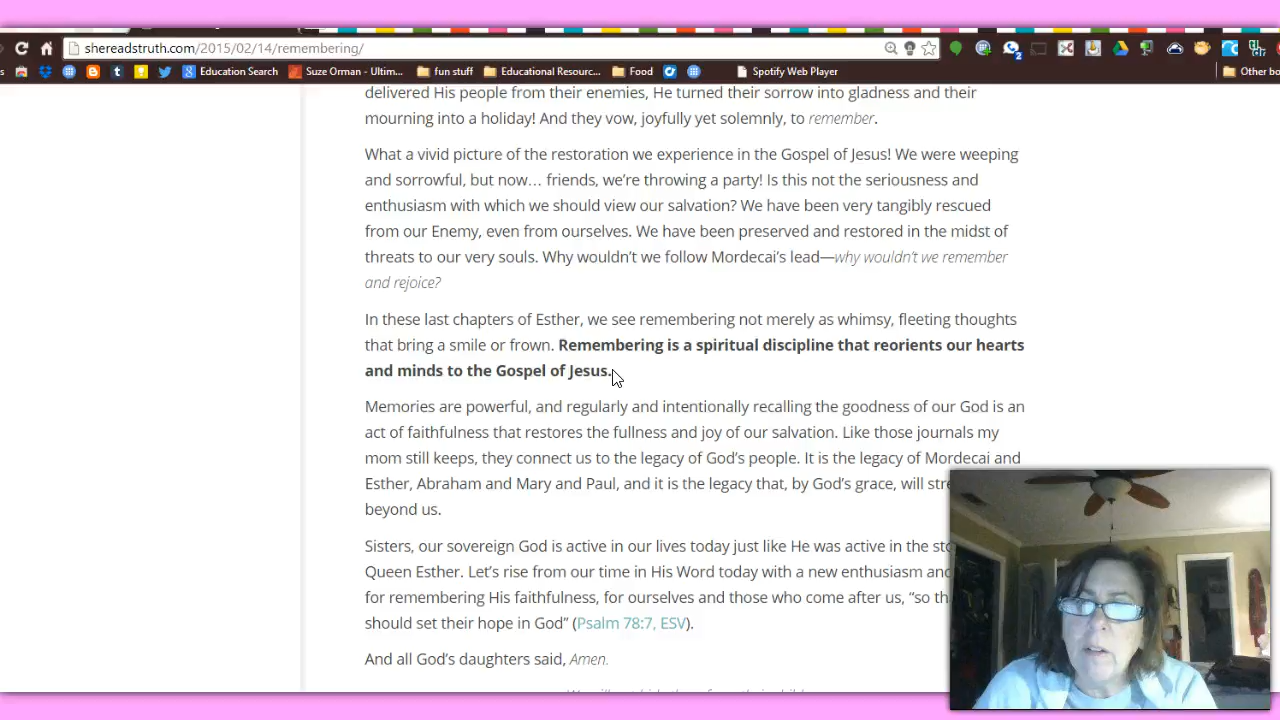 shereadstruth.com/2015/02/14/remembering/
Education Search Suze Orman - Ultim... fun stuff Educational Resourc... Food Spotify Web Player Other bo
delivered His people from their enemies, He turned their sorrow into gladness and their
mourning into a holiday! And they vow, joyfully yet solemnly, to remember.
What a vivid picture of the restoration we experience in the Gospel of Jesus! We were weeping
and sorrowful, but now… friends, we’re throwing a party! Is this not the seriousness and
enthusiasm with which we should view our salvation? We have been very tangibly rescued
from our Enemy, even from ourselves. We have been preserved and restored in the midst of
threats to our very souls. Why wouldn’t we follow Mordecai’s lead—why wouldn’t we remember
and rejoice?
In these last chapters of Esther, we see remembering not merely as whimsy, fleeting thoughts
that bring a smile or frown. Remembering is a spiritual discipline that reorients our hearts
and minds to the Gospel of Jesus.
Memories are powerful, and regularly and intentionally recalling the goodness of our God is an
act of faithfulness that restores the fullness and joy of our salvation. Like those journals my
mom still keeps, they connect us to the legacy of God’s people. It is the legacy of Mordecai and
Esther, Abraham and Mary and Paul, and it is the legacy that, by God’s grace, will stre
beyond us.
Sisters, our sovereign God is active in our lives today just like He was active in the sto
Queen Esther. Let’s rise from our time in His Word today with a new enthusiasm and
for remembering His faithfulness, for ourselves and those who come after us, “so th
should set their hope in God” (Psalm 78:7, ESV).
And all God’s daughters said, Amen.